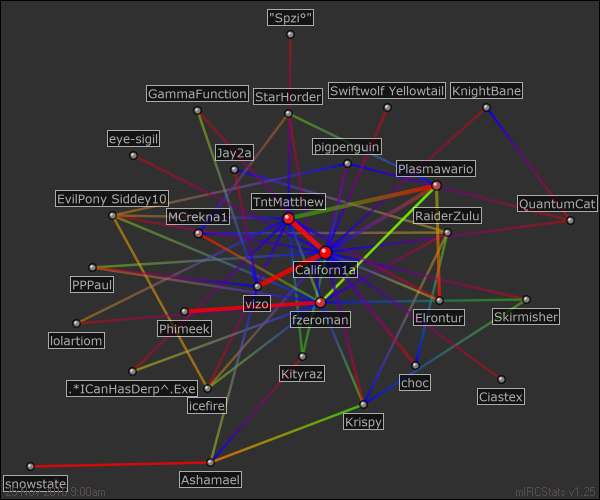 "Spzi°"
GammaFunction
StarHorder
Swiftwolf Yellowtail
KnightBane
eye-sigil
Jay2a
pigpenguin
Plasmawario
EvilPony Siddey10
TntMatthew
MCrekna1
RaiderZulu
QuantumCat
Californ1a
PPPaul
vizo
fzeroman
Elrontur
Skirmisher
lolartiom
Phimeek
Kityraz
choc
.*ICanHasDerp^.Exe
icefire
Ciastex
Krispy
snowstate
Ashamael
9:00am
mIRCStats v1.25